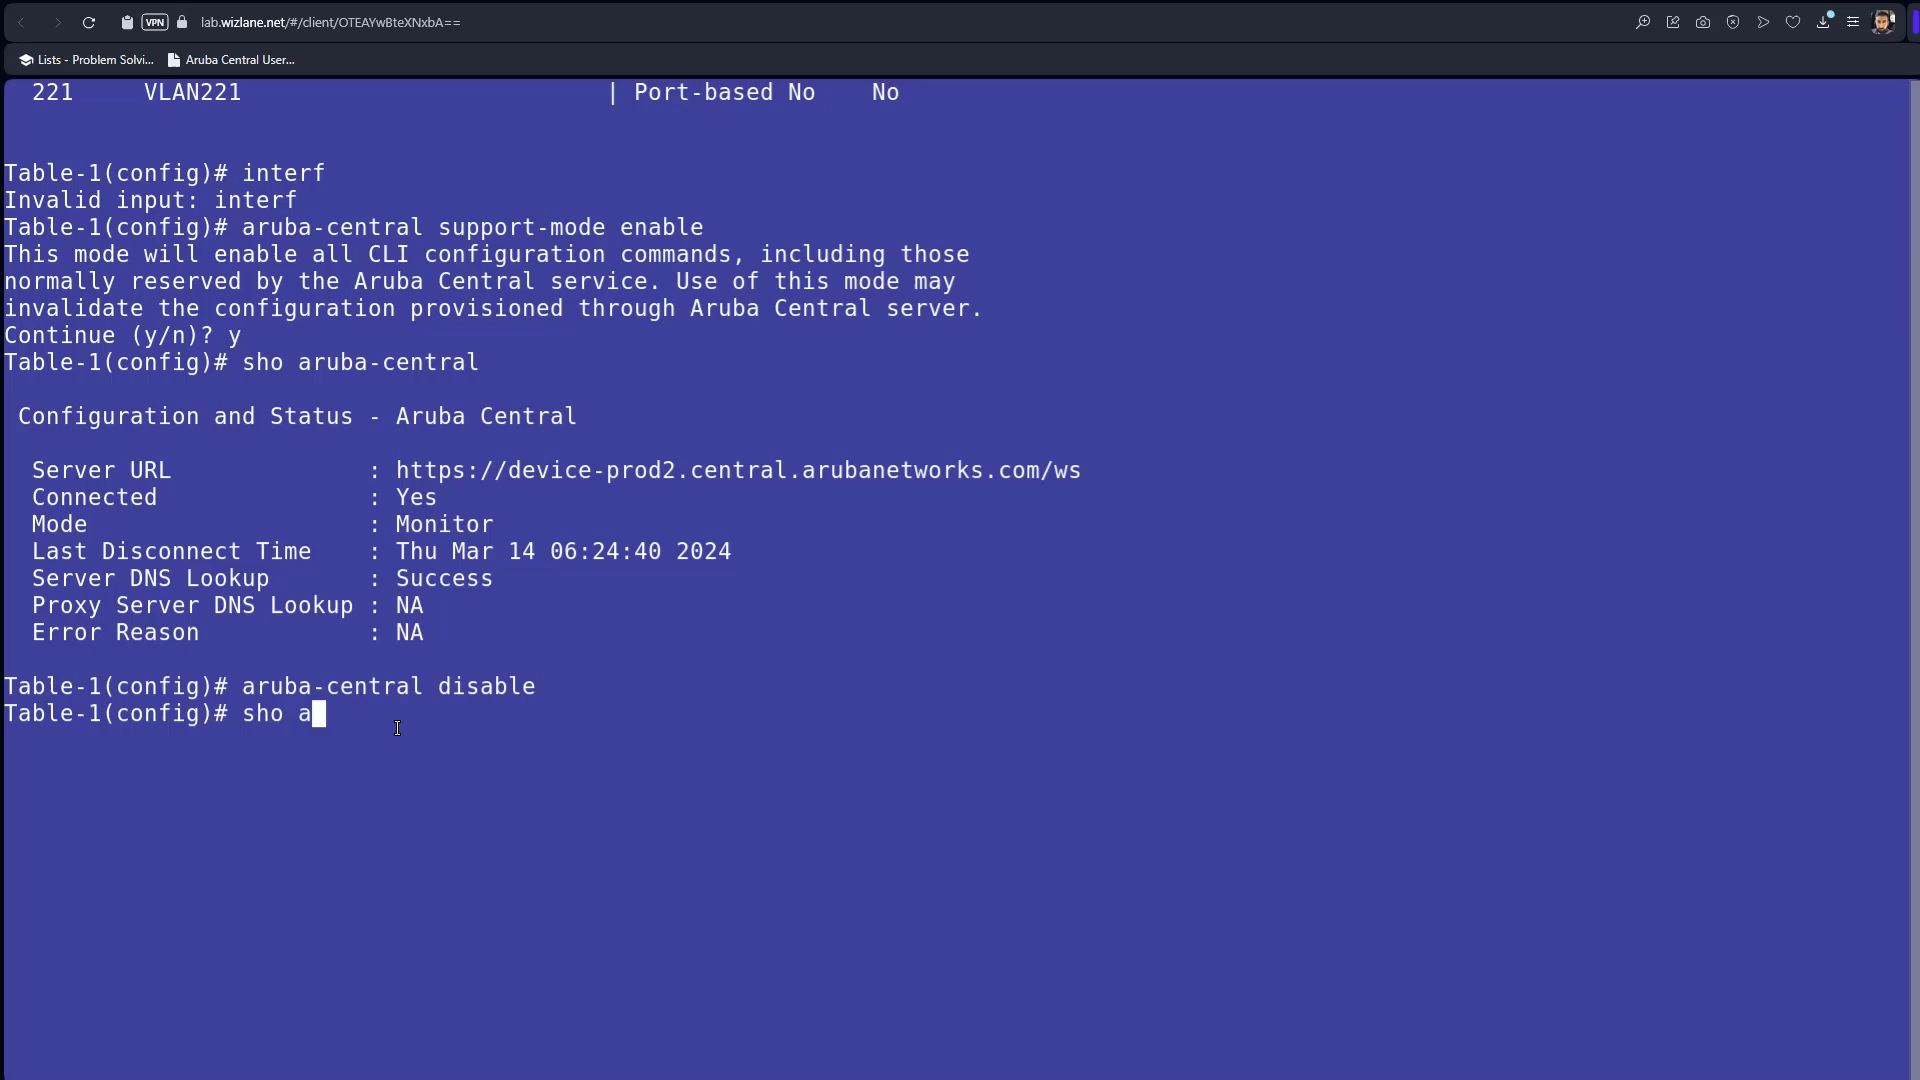 VPN
lab.wizlane.net/#/client/OTEAYwBteXNxbA==
Lists - Problem Solvi... Aruba Central User...
221 VLAN221 | Port-based No No
Table-1(config)# interf
Invalid input: interf
Table-1(config)# aruba-central support-mode enable
This mode will enable all CLI configuration commands, including those
normally reserved by the Aruba Central service. Use of this mode may
invalidate the configuration provisioned through Aruba Central server.
Continue (y/n)? y
Table-1(config)# sho aruba-central
Configuration and Status - Aruba Central
Server URL : https://device-prod2.central.arubanetworks.com/ws
Connected : Yes
Mode : Monitor
Last Disconnect Time : Thu Mar 14 06:24:40 2024
Server DNS Lookup : Success
Proxy Server DNS Lookup : NA
Error Reason : NA
Table-1(config)# aruba-central disable
Table-1(config)# sho a